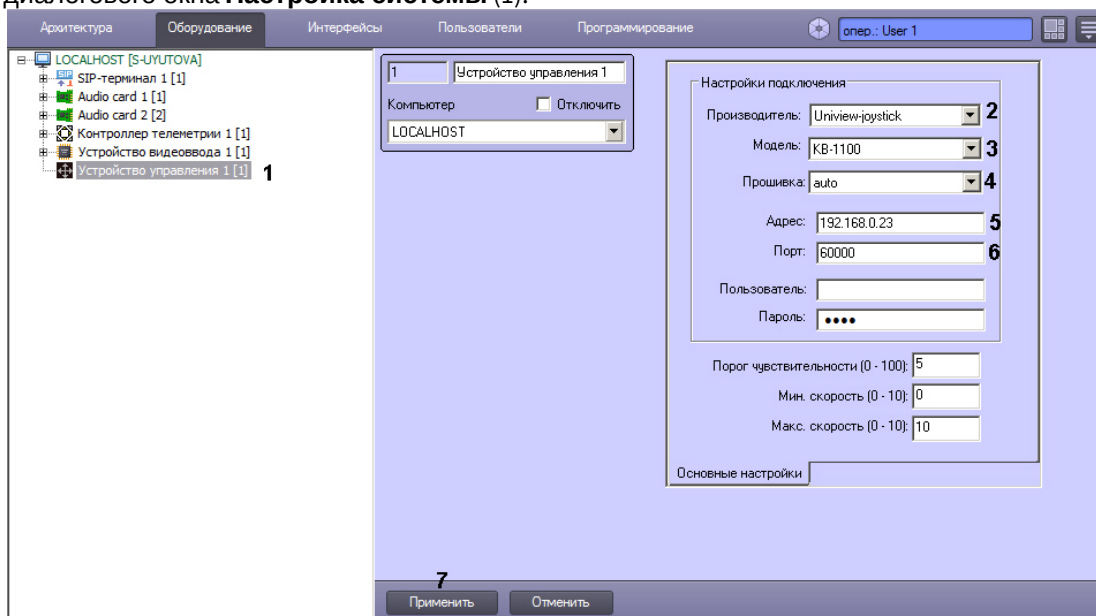 диалогового окна Настройка системы (1).
Архитектура Оборудование Интерфейсы Пользователи Программирование опер.: User 1
LOCALHOST [S-UYUTOVA]
SIP-терминал 1 [1]
Audio card 1 [1]
Audio card 2 [2]
Контроллер телеметрии 1 [1]
Устройство видеоввода 1 [1]
Устройство управления 1 [1] 1
1 Устройство управления 1
Компьютер Отключить
LOCALHOST
Настройки подключения
Производитель: Uniview-joystick 2
Модель: KB-1100 3
Прошивка: auto 4
Адрес: 192.168.0.23 5
Порт: 60000 6
Пользователь:
Пароль: ••••
Порог чувствительности (0 - 100): 5
Мин. скорость (0 - 10): 0
Макс. скорость (0 - 10): 10
Основные настройки
7
Применить Отменить